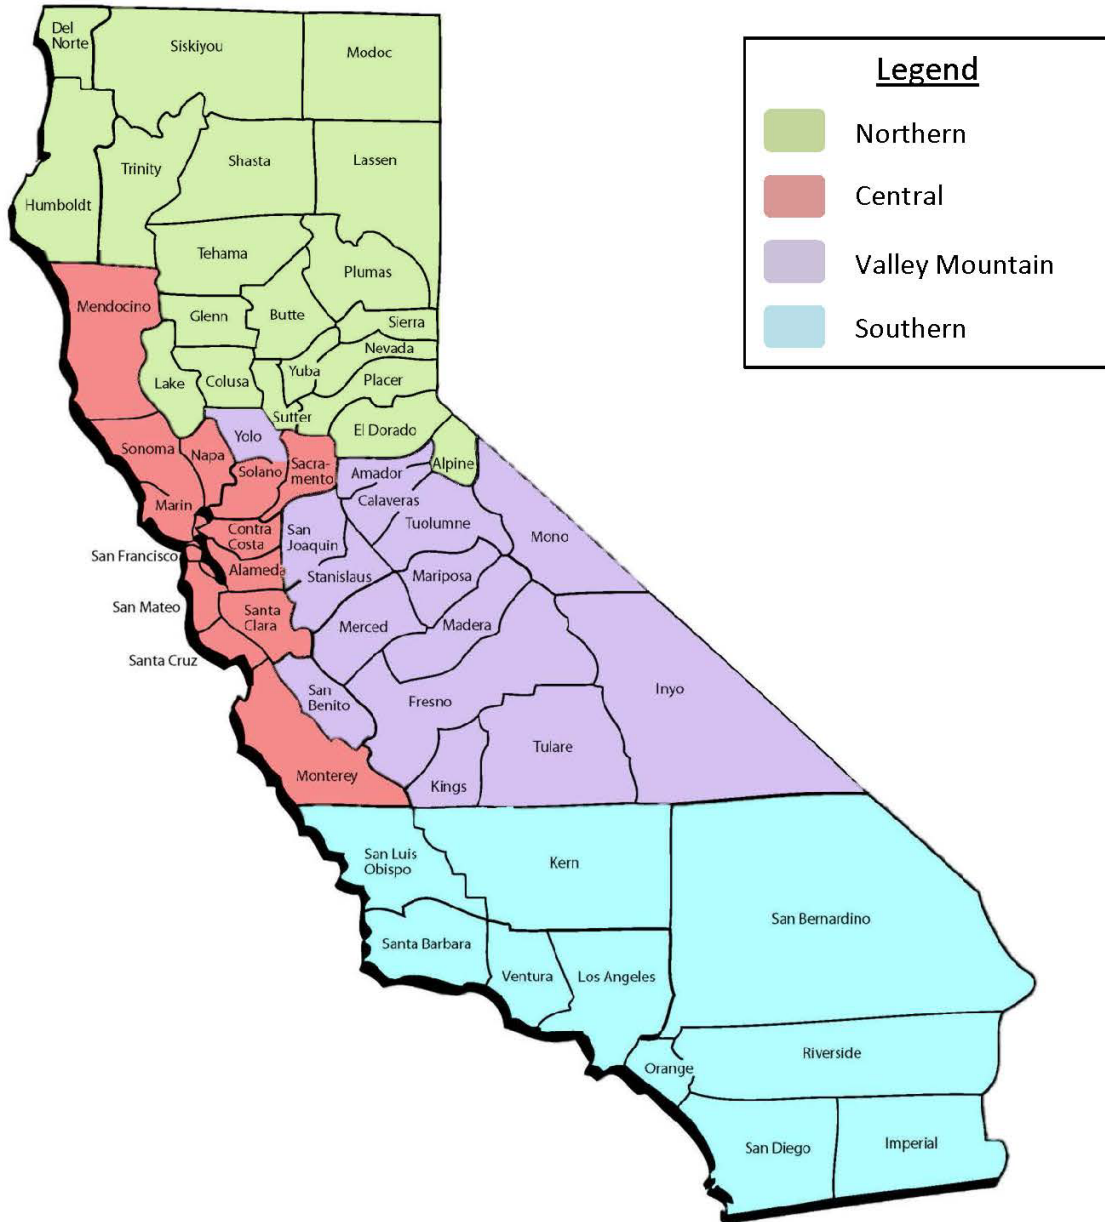 Del
Norte
Siskiyou
Modoc
Legend
Northern
Central
Valley Mountain
Southern
Trinity
Shasta
Lassen
Humboldt
Tehama
Plumas
Mendocino
Glenn
Butte
Sierra
Nevada
Yuba
Placer
Lake
Colusa
Sutter
El Dorado
Yolo
Sonoma
Napa
Solano
Sacra-
mento
Amador
Alpine
Calaveras
Marin
Tuolumne
Contra
Costa
San
Joaquin
Mono
San Francisco
Alameda
Stanislaus
Mariposa
San Mateo
Santa
Clara
Merced
Madera
Santa Cruz
San
Benito
Fresno
Inyo
Tulare
Monterey
Kings
San Luis
Obispo
Kern
San Bernardino
Santa Barbara
Ventura
Los Angeles
Orange
Riverside
San Diego
Imperial